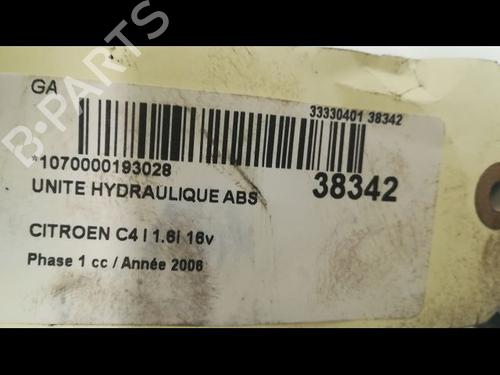 GA
33330401 38342
*1070000193028
38342
UNITE HYDRAULIQUE ABS
CITROEN C4 I 1.6i 16v
Phase 1 cc / Année 2006
B-PARTS